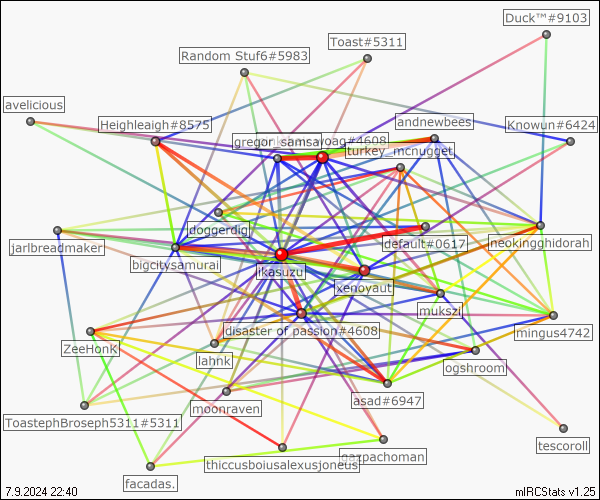 Duck™#9103
Toast#5311
Random Stuf6#5983
avelicious
Heighleaigh#8575
andnewbees
Knowun#6424
gregor_samsa
yoag#4608
turkey_mcnugget
doggerdig
default#0617
neokingghidorah
jarlbreadmaker
bigcitysamurai
ikasuzu
xenoyaut
mukszi
disaster of passion#4608
mingus4742
ZeeHonK
lahnk
ogshroom
asad#6947
moonraven
ToastephBroseph5311#5311
tescoroll
gazpachoman
thiccusboiusalexusjoneus
facadas.
7.9.2024 22:40
mIRCStats v1.25